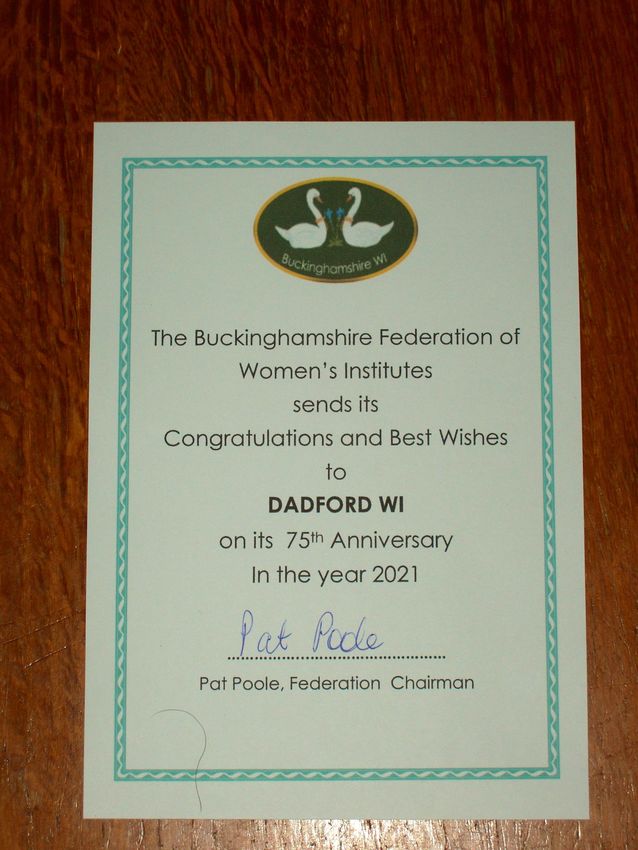 Buckinghamshire WI
The Buckinghamshire Federation of
Women's Institutes
sends its
Congratulations and Best Wishes
to
DADFORD WI
on its 75th Anniversary
In the year 2021
Pat Poole
Pat Poole, Federation Chairman